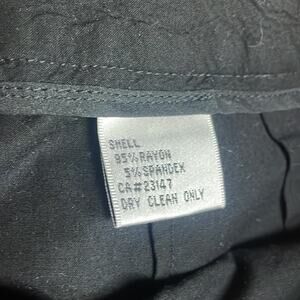 SHELL
95%RAYON
5%SPANDEX
CA#23147
DRY CLEAN ONLY